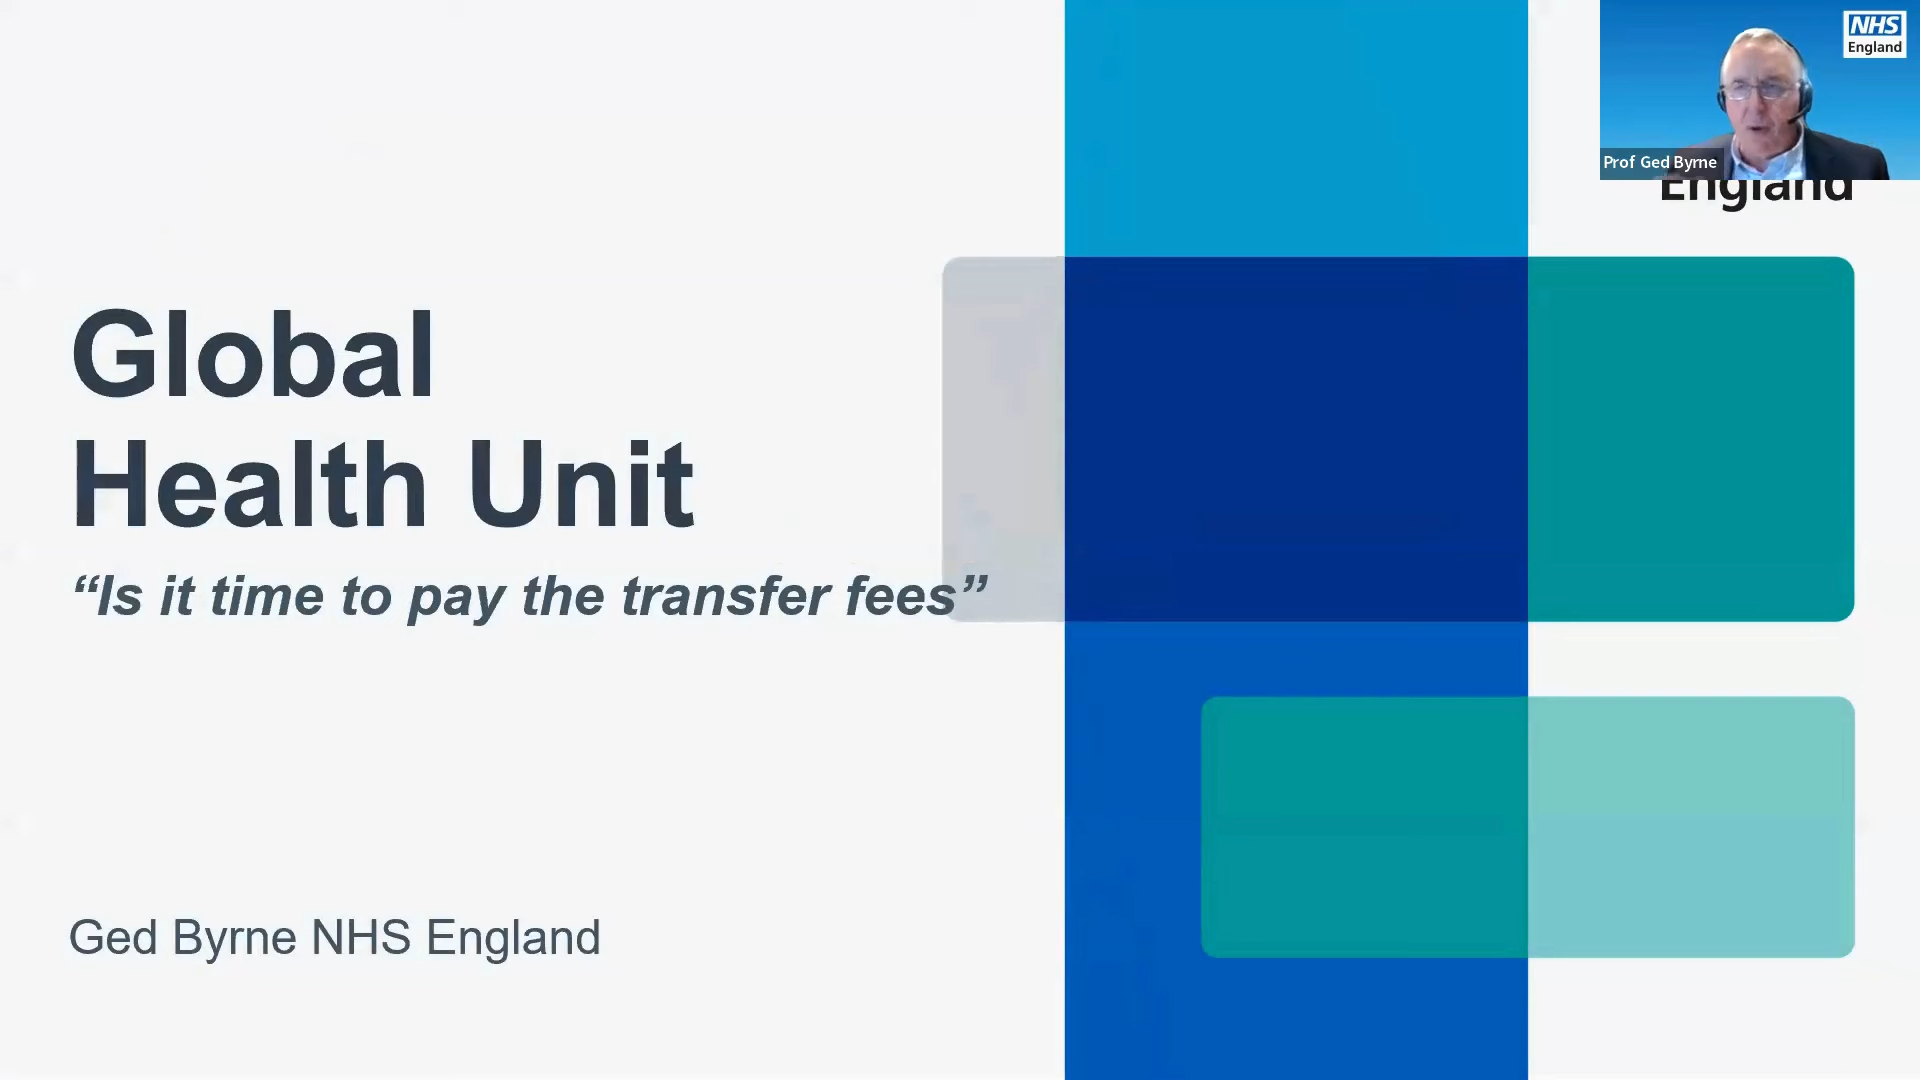 NHS
England
Prof Ged Byrne
England
Global
Health Unit
“Is it time to pay the transfer fees”
Ged Byrne NHS England